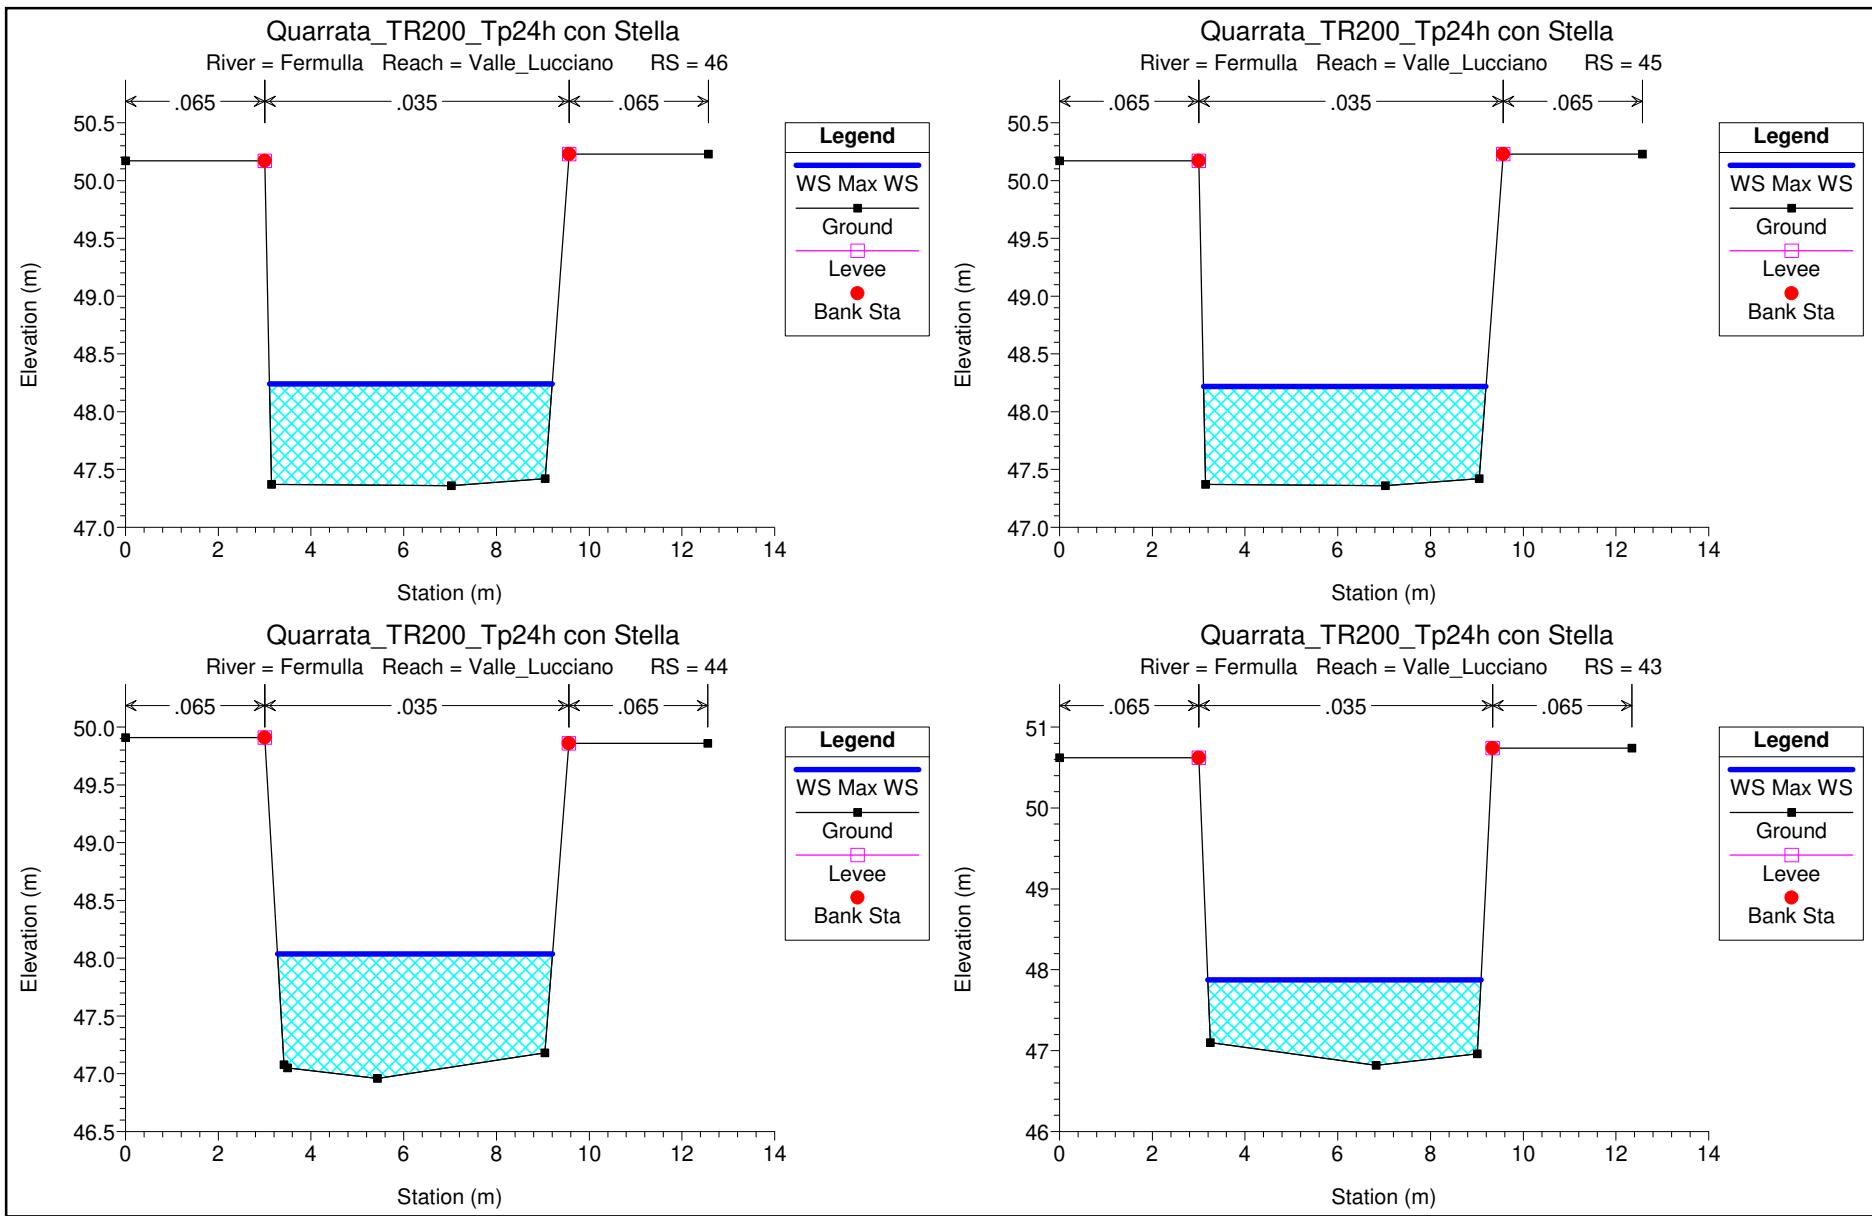 Quarrata_TR200_Tp24h con Stella
River = Fermulla Reach = Valle_Lucciano RS = 46
.065 .035 .065
50.5
50.0
49.5
49.0
48.5
48.0
47.5
47.0
0 2 4 6 8 10 12 14
Station (m)
Elevation (m)
Legend
WS Max WS
Ground
Levee
Bank Sta
Quarrata_TR200_Tp24h con Stella
River = Fermulla Reach = Valle_Lucciano RS = 45
.065 .035 .065
50.5
50.0
49.5
49.0
48.5
48.0
47.5
47.0
0 2 4 6 8 10 12 14
Station (m)
Elevation (m)
Legend
WS Max WS
Ground
Levee
Bank Sta
Quarrata_TR200_Tp24h con Stella
River = Fermulla Reach = Valle_Lucciano RS = 44
.065 .035 .065
50.0
49.5
49.0
48.5
48.0
47.5
47.0
46.5
0 2 4 6 8 10 12 14
Station (m)
Elevation (m)
Legend
WS Max WS
Ground
Levee
Bank Sta
Quarrata_TR200_Tp24h con Stella
River = Fermulla Reach = Valle_Lucciano RS = 43
.065 .035 .065
51
50
49
48
47
46
0 2 4 6 8 10 12 14
Station (m)
Elevation (m)
Legend
WS Max WS
Ground
Levee
Bank Sta